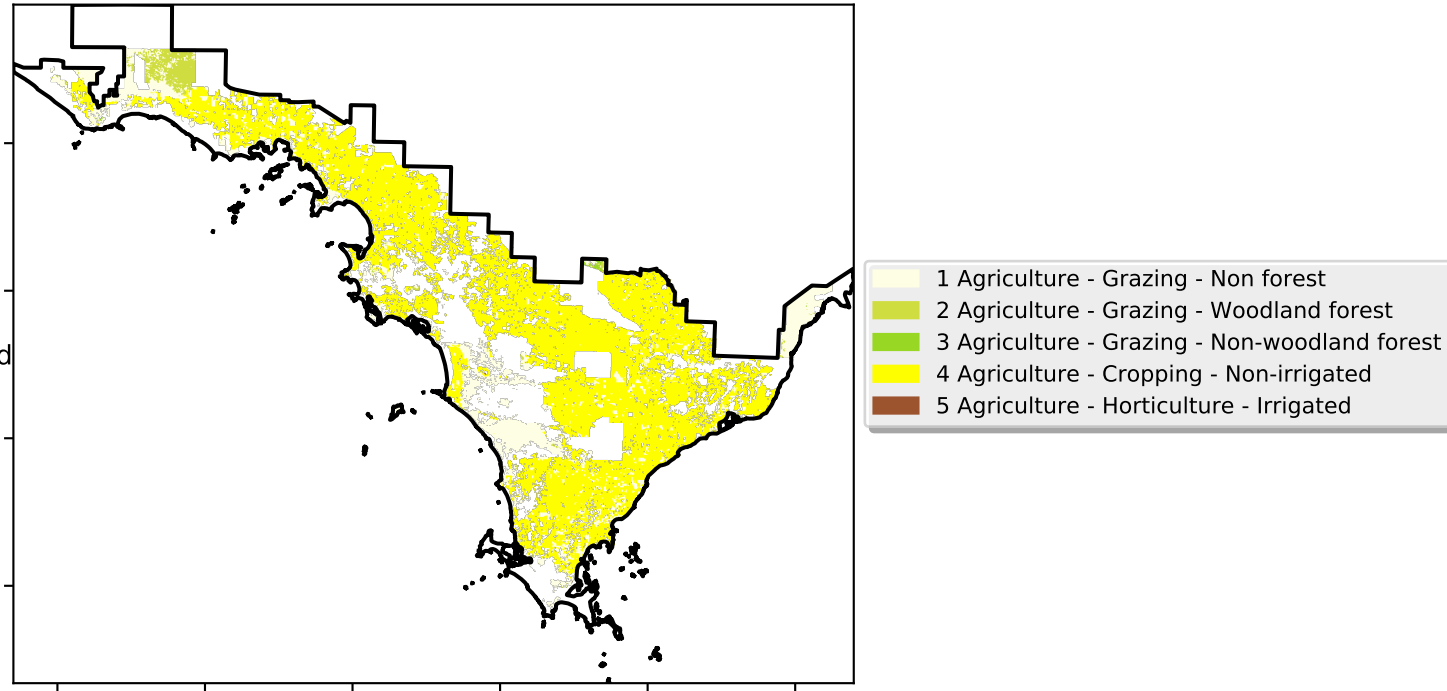 1 Agriculture - Grazing - Non forest
2 Agriculture - Grazing - Woodland forest
d
3 Agriculture - Grazing - Non-woodland forest
4 Agriculture - Cropping - Non-irrigated
5 Agriculture - Horticulture - Irrigated